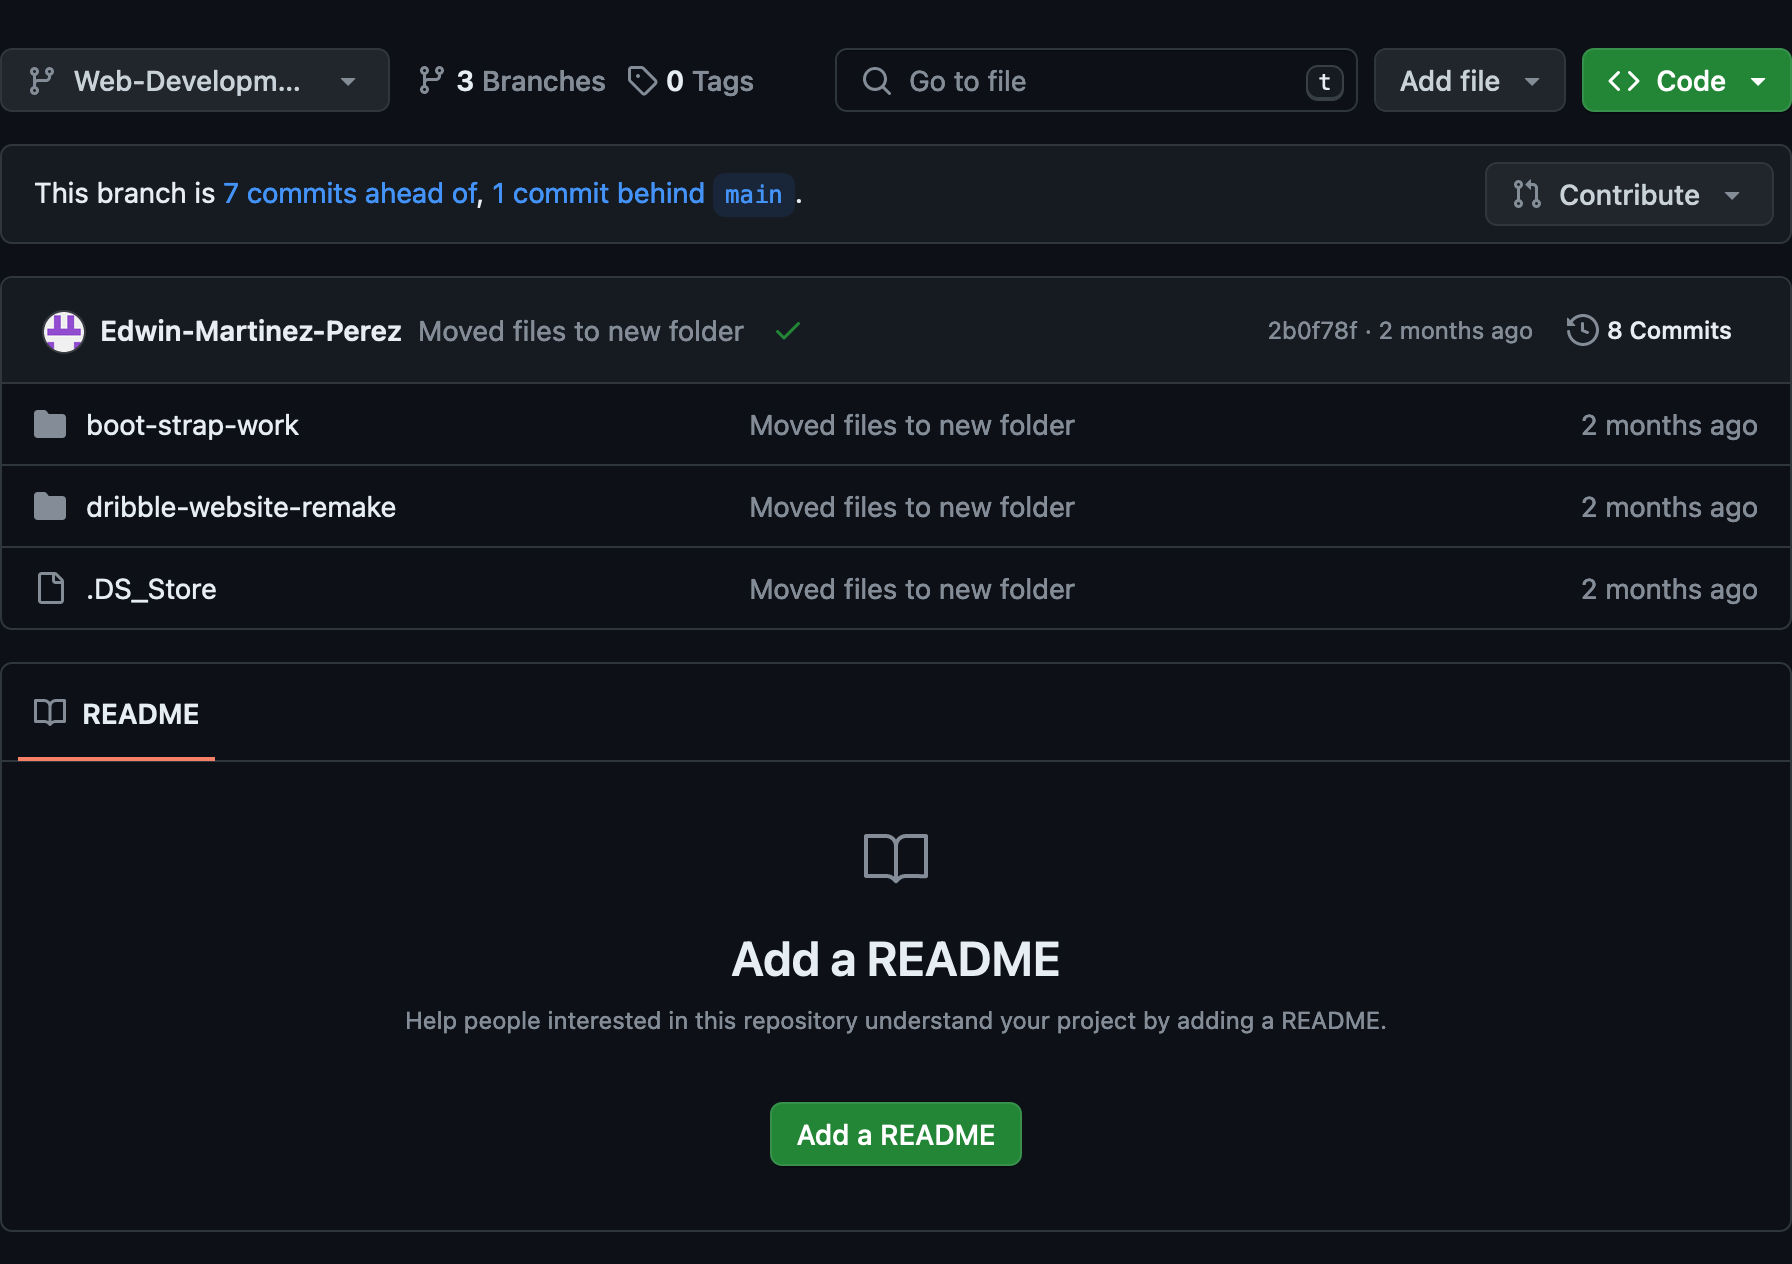 Web-Developm... 3 Branches 0 Tags Go to file t Add file Code
This branch is 7 commits ahead of, 1 commit behind main. Contribute
Edwin-Martinez-Perez Moved files to new folder 2b0f78f · 2 months ago 8 Commits
boot-strap-work Moved files to new folder 2 months ago
dribble-website-remake Moved files to new folder 2 months ago
.DS_Store Moved files to new folder 2 months ago
README
Add a README
Help people interested in this repository understand your project by adding a README.
Add a README